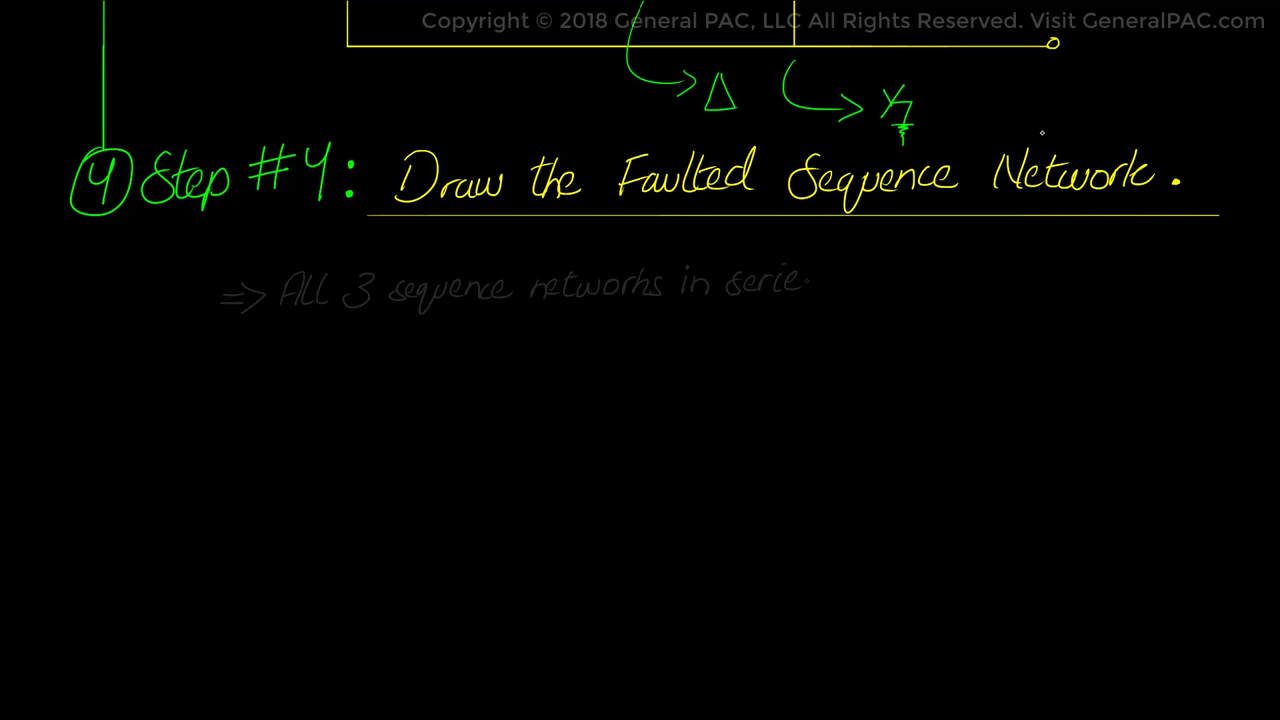 Copyright © 2018 General PAC, LLC All Rights Reserved. Visit GeneralPAC.com
Δ
Y
④ Step #4: Draw the Faulted Sequence Network.
=> All 3 sequence networks in serie.